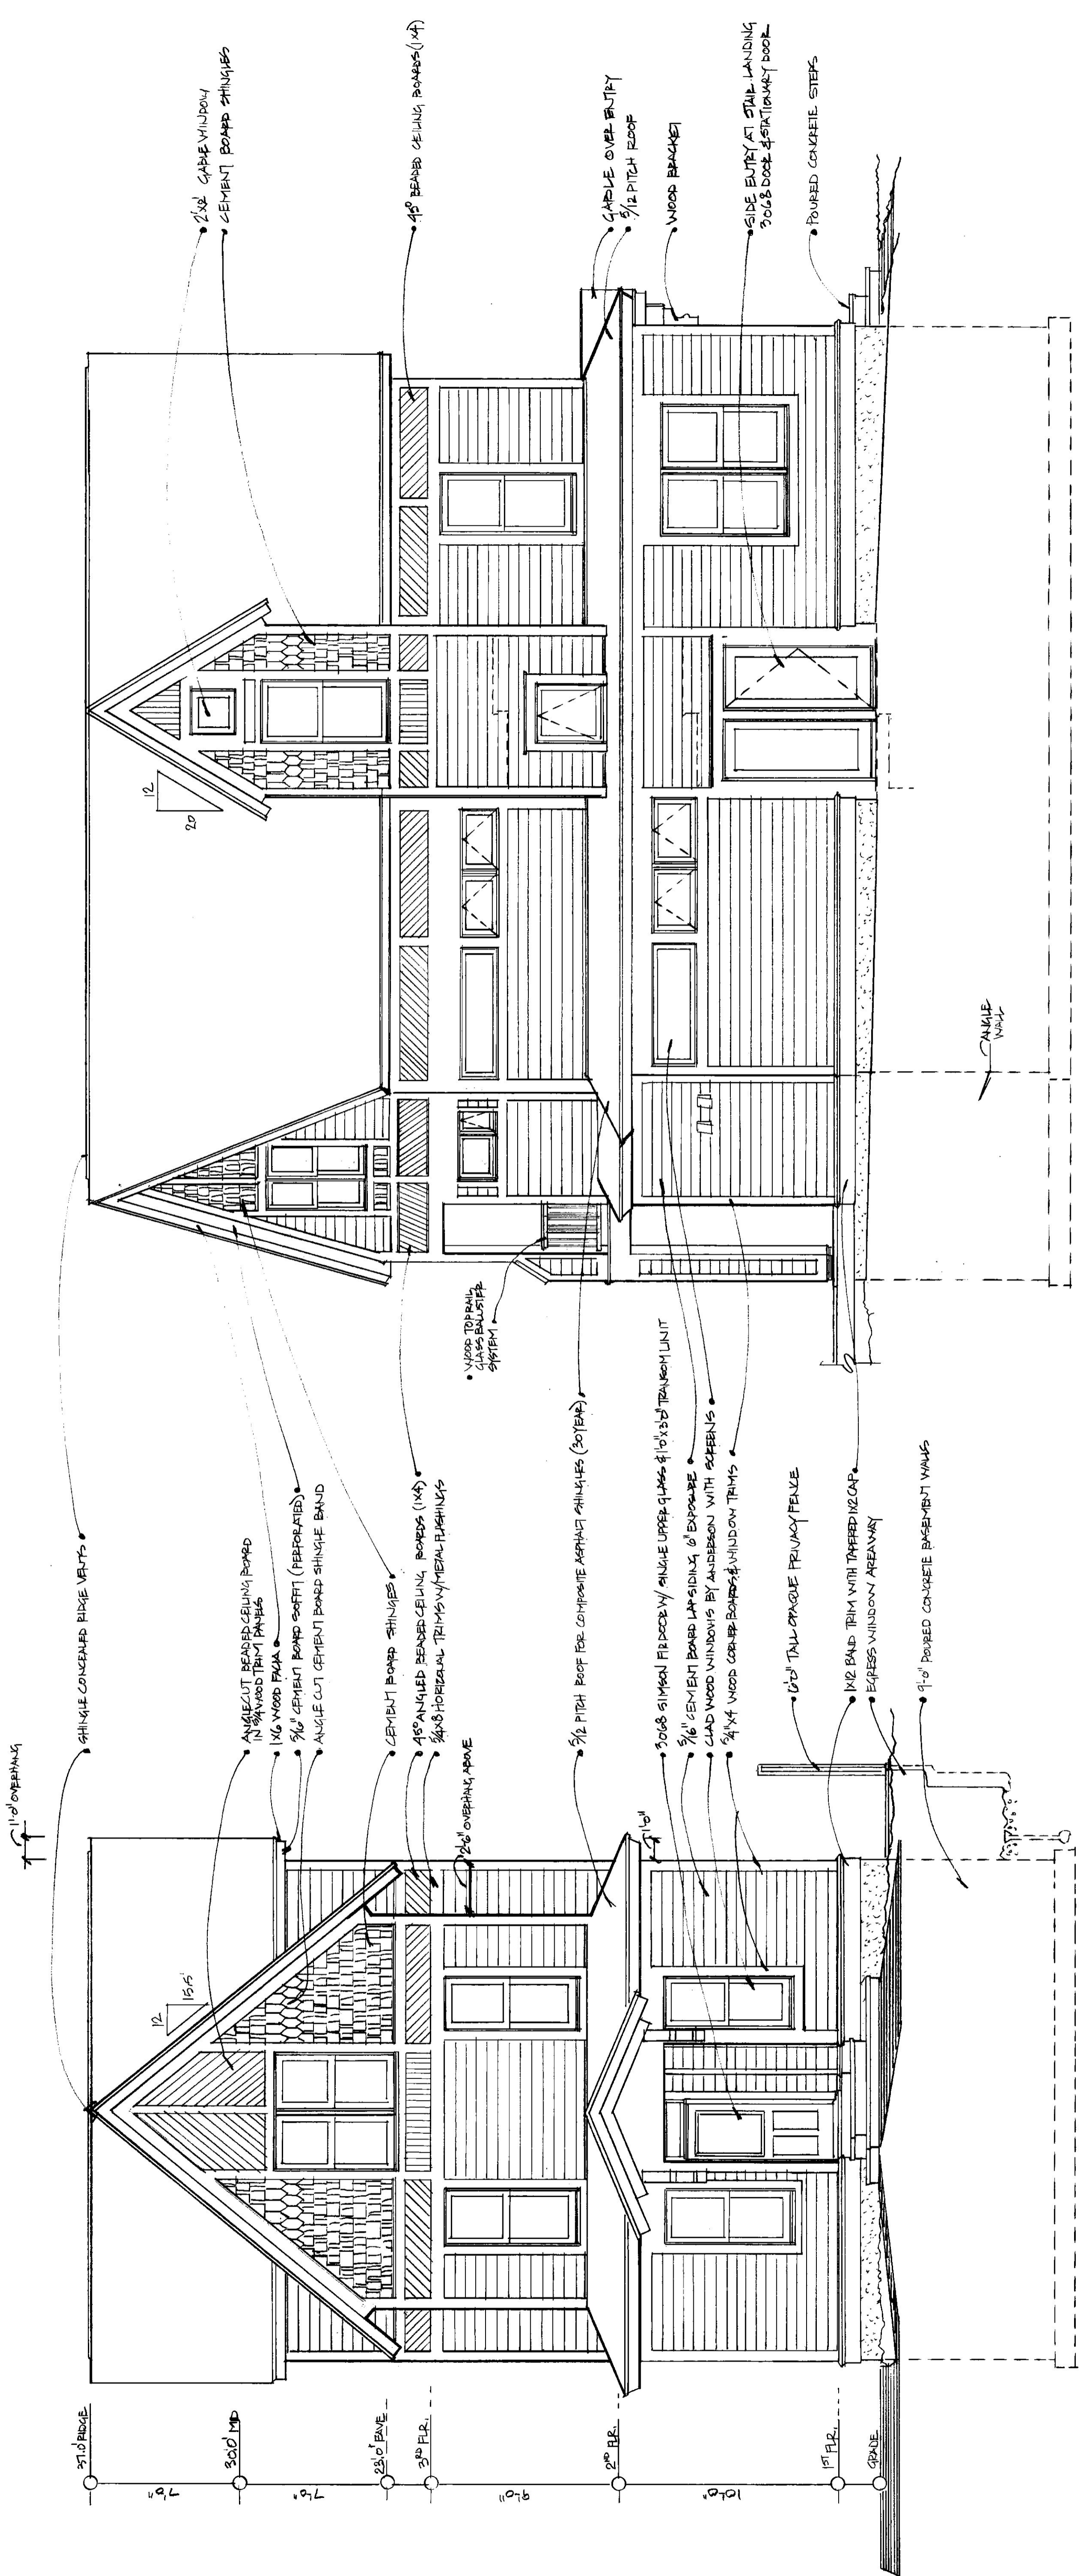 37.0' RIDGE
30.0' MID
23.0' EAVE
3RD FLR.
2ND FLR.
1ST FLR.
GRADE
7'0"
7'0"
9'-0"
10'-0"
12
15.5'
1'-0" OVERHANG
SHINGLE CONCEALED RIDGE VENTS
ANGLE CUT BEADED CEILING BOARD
IN 5/4 WOOD TRIM PANELS
1X6 WOOD FACIA
5/16" CEMENT BOARD SOFFIT (PERFORATED)
ANGLE CUT CEMENT BOARD SHINGLE BAND
CEMENT BOARD SHINGES
45° ANGLED BEADED CEILING BOARDS (1X4)
5/4X8 HORIZONAL TRIMS W/METAL FLASHINGS
2'-6" OVERHANG ABOVE
5/12 PITCH ROOF FOR COMPOSITE ASPHALT SHINGLES (30 YEAR)
1'-0"
3068 SIMSON FIR DOOR W/ SINGLE UPPER GLASS & 1'-0"X3'-0" TRANSOM UNIT
5/16" CEMENT BOARD LAP SIDING 6" EXPOSURE
CLAD WOOD WINDOWS BY ANDERSON WITH SCREENS
5/4"X4 WOOD CORNER BOARDS & WINDOW TRIMS
6'-0" TALL OPAQUE PRIVACY FENCE
1X12 BAND TRIM WITH TAPERED 1X2 CAP
EGRESS WINDOW AREAWAY
9'-0" POURED CONCRETE BASEMENT WALLS
WOOD TOP RAIL
GLASS BALLISTER
SYSTEM
ANGLE
WALL
12
20
2'X2' GABLE WINDOW
CEMENT BOARD SHINGLES
45° BEADED CEILING BOARDS (1X4)
GABLE OVER ENTRY
5/12 PITCH ROOF
WOOD BRACKET
SIDE ENTRY AT STAIR LANDING
3068 DOOR & STATIONARY DOOR
POURED CONCRETE STEPS